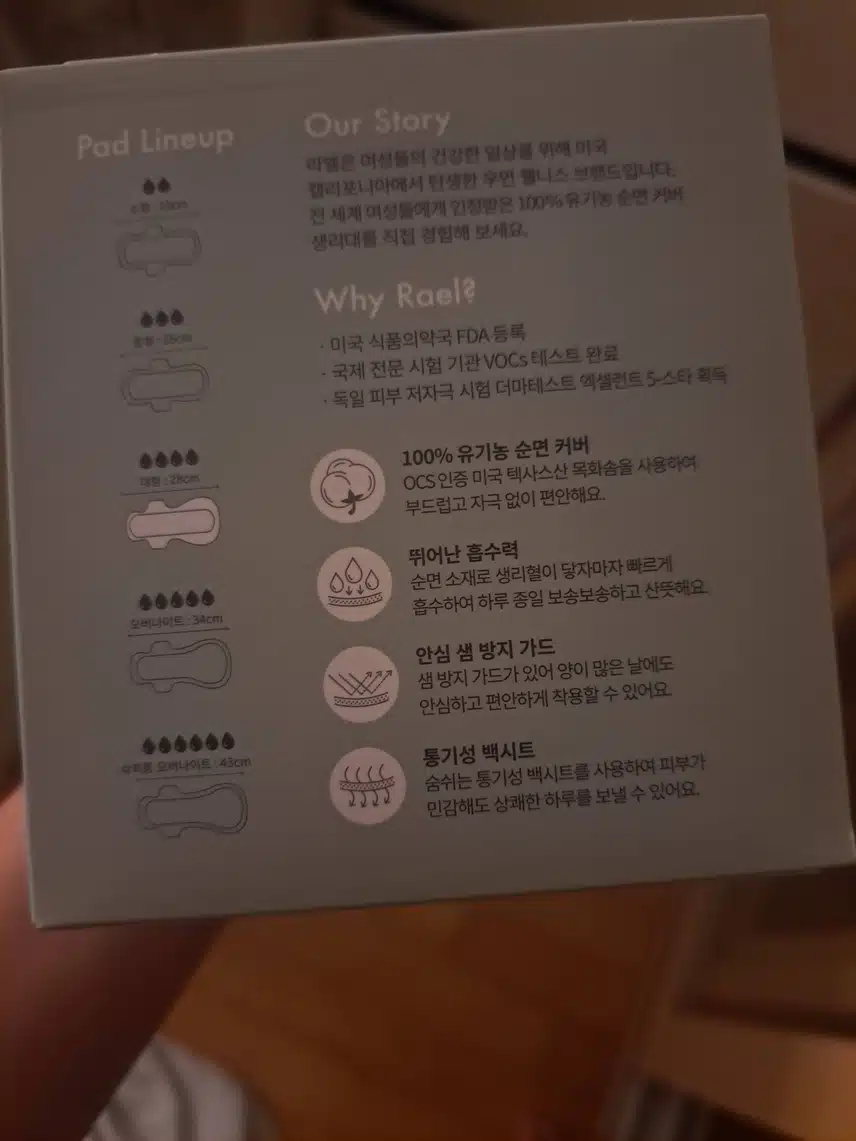 Pad Lineup
소형 : 19cm
중형 : 25cm
대형 : 28cm
오버나이트 : 34cm
슈퍼롱 오버나이트 : 43cm
Our Story
라엘은 여성들의 건강한 일상을 위해 미국
캘리포니아에서 탄생한 우먼 웰니스 브랜드입니다.
전 세계 여성들에게 인정받은 100% 유기농 순면 커버
생리대를 직접 경험해 보세요.
Why Rael?
· 미국 식품의약국 FDA 등록
· 국제 전문 시험 기관 VOCs 테스트 완료
· 독일 피부 저자극 시험 더마테스트 엑셀런트 5-스타 획득
100% 유기농 순면 커버
OCS 인증 미국 텍사스산 목화솜을 사용하여
부드럽고 자극 없이 편안해요.
뛰어난 흡수력
순면 소재로 생리혈이 닿자마자 빠르게
흡수하여 하루 종일 보송보송하고 산뜻해요.
안심 샘 방지 가드
샘 방지 가드가 있어 양이 많은 날에도
안심하고 편안하게 착용할 수 있어요.
통기성 백시트
숨쉬는 통기성 백시트를 사용하여 피부가
민감해도 상쾌한 하루를 보낼 수 있어요.